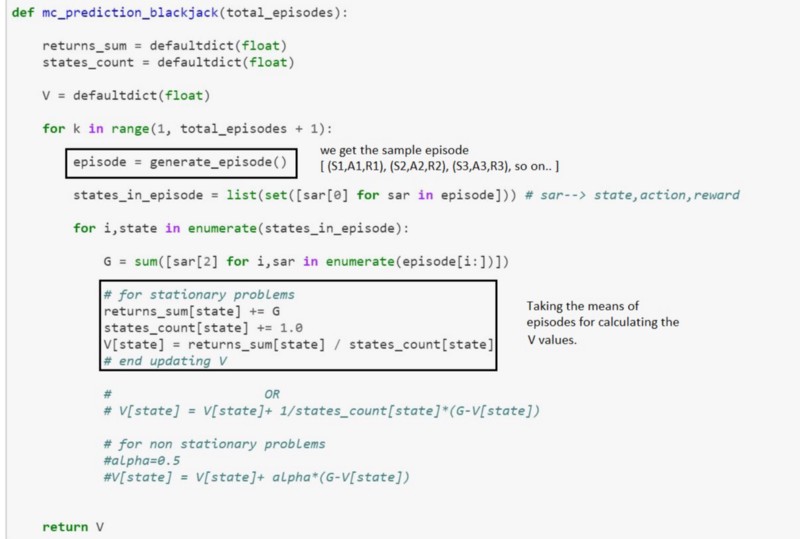 def mc_prediction_blackjack(total_episodes):
returns_sum = defaultdict(float)
states_count = defaultdict(float)
V = defaultdict(float)
for k in range(1, total_episodes + 1):
episode = generate_episode()
we get the sample episode
[ (S1,A1,R1), (S2,A2,R2), (S3,A3,R3), so on.. ]
states_in_episode = list(set([sar[0] for sar in episode])) # sar--> state,action,reward
for i,state in enumerate(states_in_episode):
G = sum([sar[2] for i,sar in enumerate(episode[i:])])
# for stationary problems
returns_sum[state] += G
states_count[state] += 1.0
V[state] = returns_sum[state] / states_count[state]
# end updating V
Taking the means of
episodes for calculating the
V values.
# OR
# V[state] = V[state]+ 1/states_count[state]*(G-V[state])
# for non stationary problems
#alpha=0.5
#V[state] = V[state]+ alpha*(G-V[state])
return V